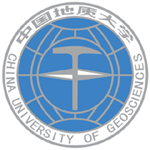 中国地质大学
CHINA UNIVERSITY OF GEOSCIENCES